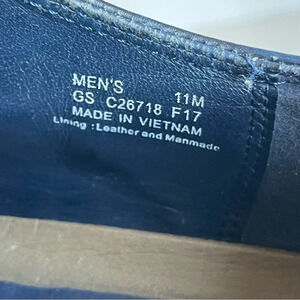 MEN'S
GS C26718 11M
MADE IN VIETNAM F17
Lining :Leather and Manmade